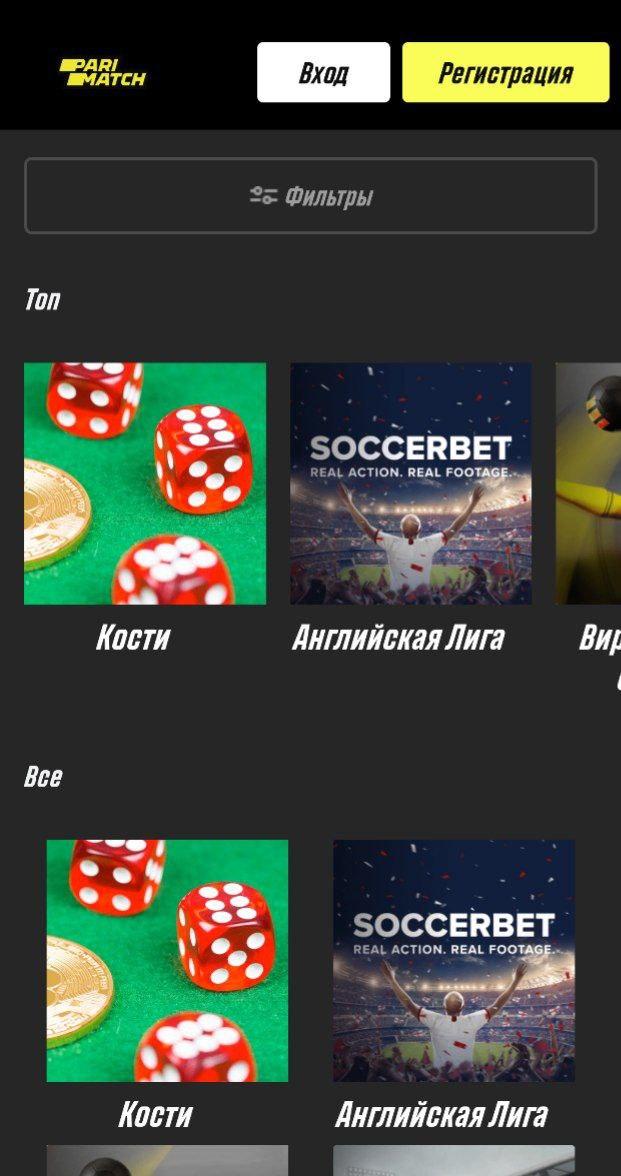 PARI
MATCH
Вход
Регистрация
Фильтры
Топ
SOCCERBET
REAL ACTION. REAL FOOTAGE.
Кости
Английская Лига
Все
SOCCERBET
REAL ACTION. REAL FOOTAGE.
Кости
Английская Лига